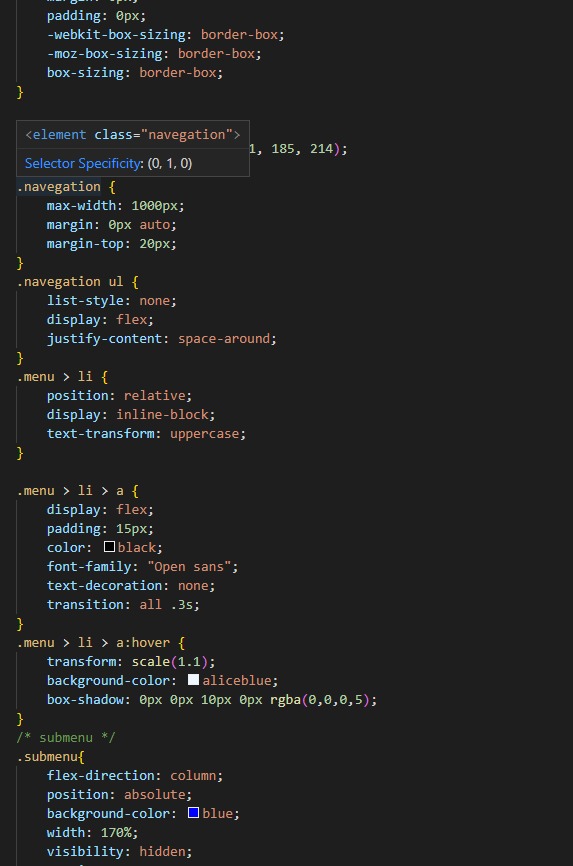 padding: 0px;
-webkit-box-sizing: border-box;
-moz-box-sizing: border-box;
box-sizing: border-box;
}
<element class="navegation">
Selector Specificity: (0, 1, 0)
1, 185, 214);
.navegation {
max-width: 1000px;
margin: 0px auto;
margin-top: 20px;
}
.navegation ul {
list-style: none;
display: flex;
justify-content: space-around;
}
.menu > li {
position: relative;
display: inline-block;
text-transform: uppercase;
}
.menu > li > a {
display: flex;
padding: 15px;
color: black;
font-family: "Open sans";
text-decoration: none;
transition: all .3s;
}
.menu > li > a:hover {
transform: scale(1.1);
background-color: aliceblue;
box-shadow: 0px 0px 10px 0px rgba(0,0,0,5);
}
/* submenu */
.submenu{
flex-direction: column;
position: absolute;
background-color: blue;
width: 170%;
visibility: hidden;